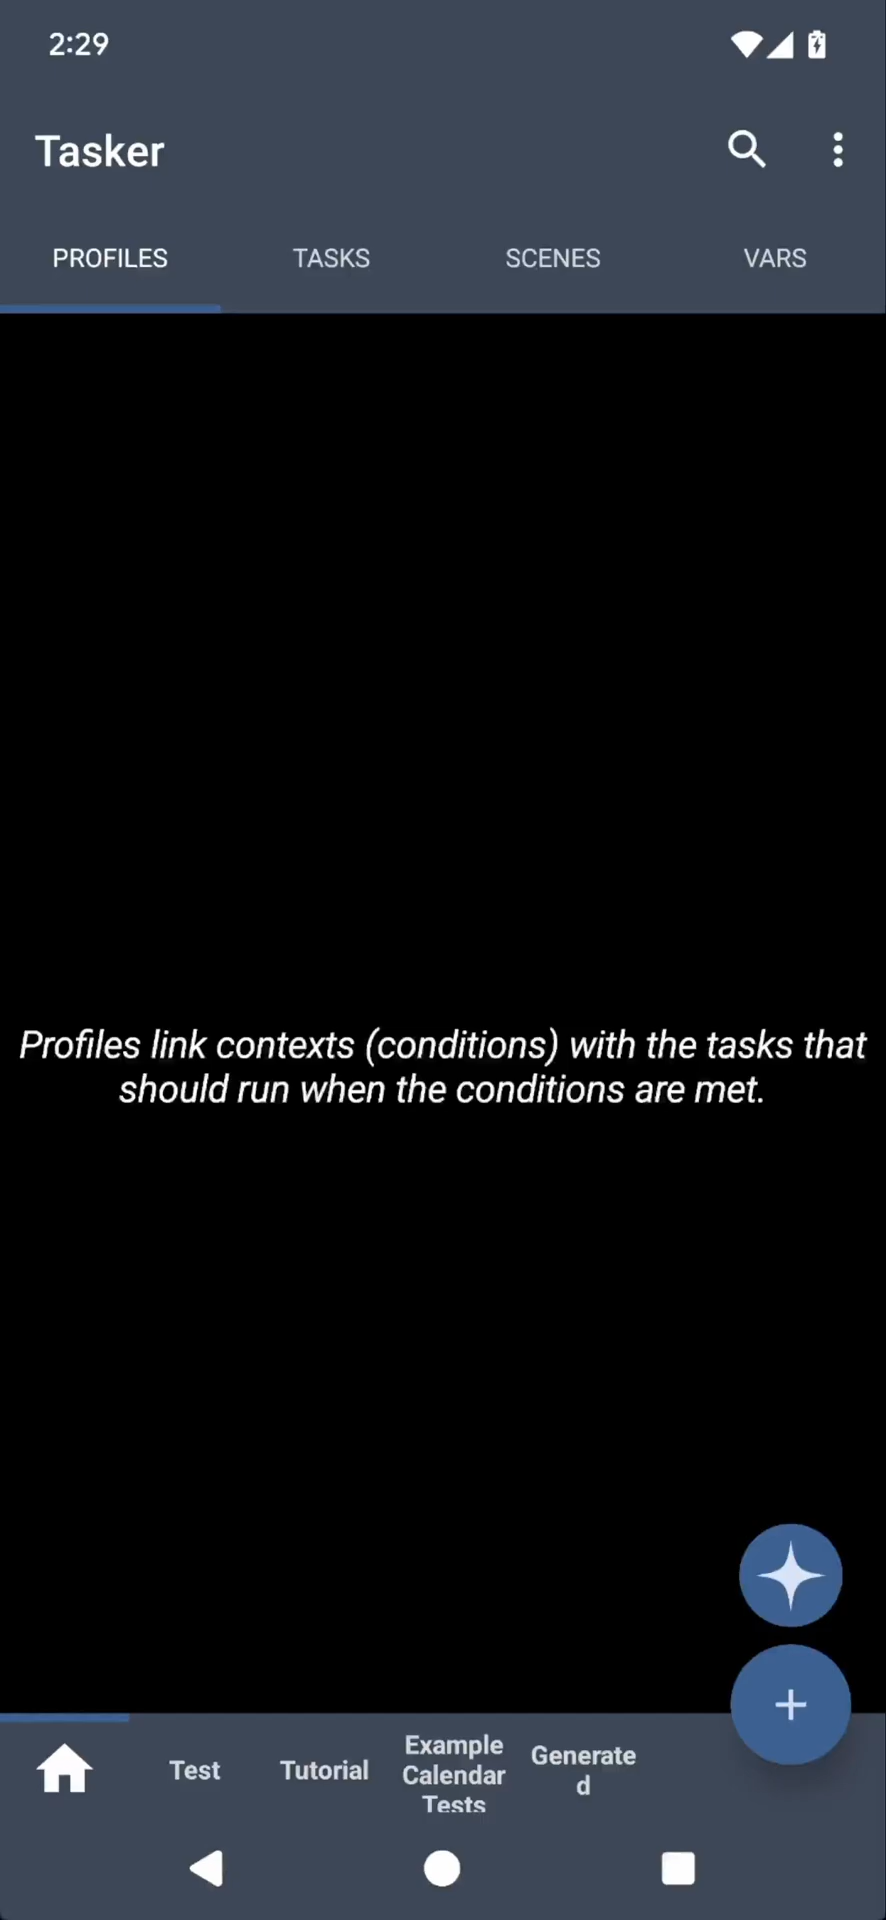 2:29
Tasker
PROFILES
TASKS
SCENES
VARS
Profiles link contexts (conditions) with the tasks that
should run when the conditions are met.
Test
Tutorial
Example
Calendar
Tests
Generate
d